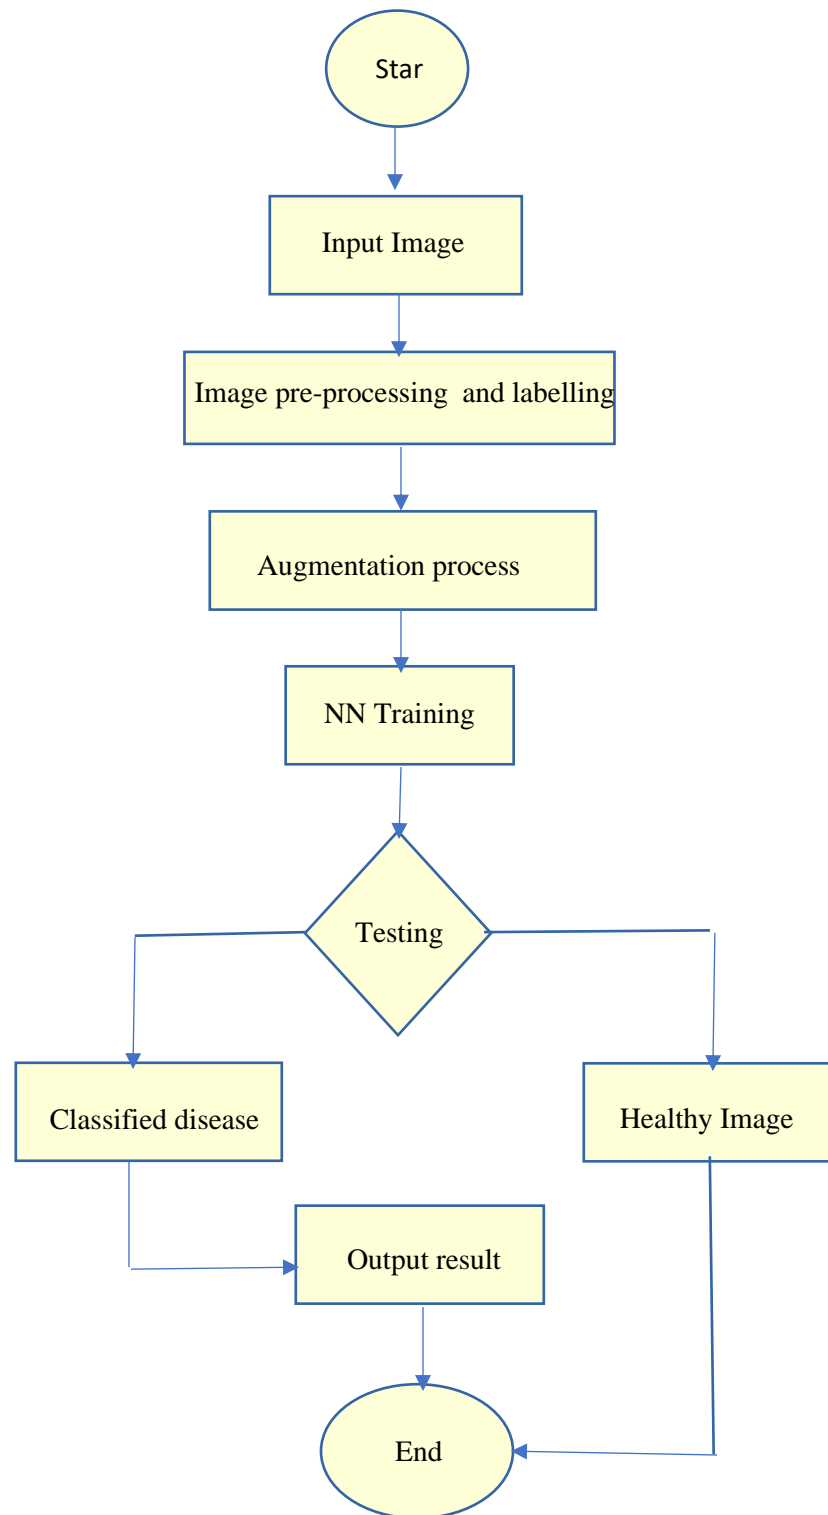 Star
Input Image
Image pre-processing and labelling
Augmentation process
NN Training
Testing
Classified disease
Healthy Image
Output result
End